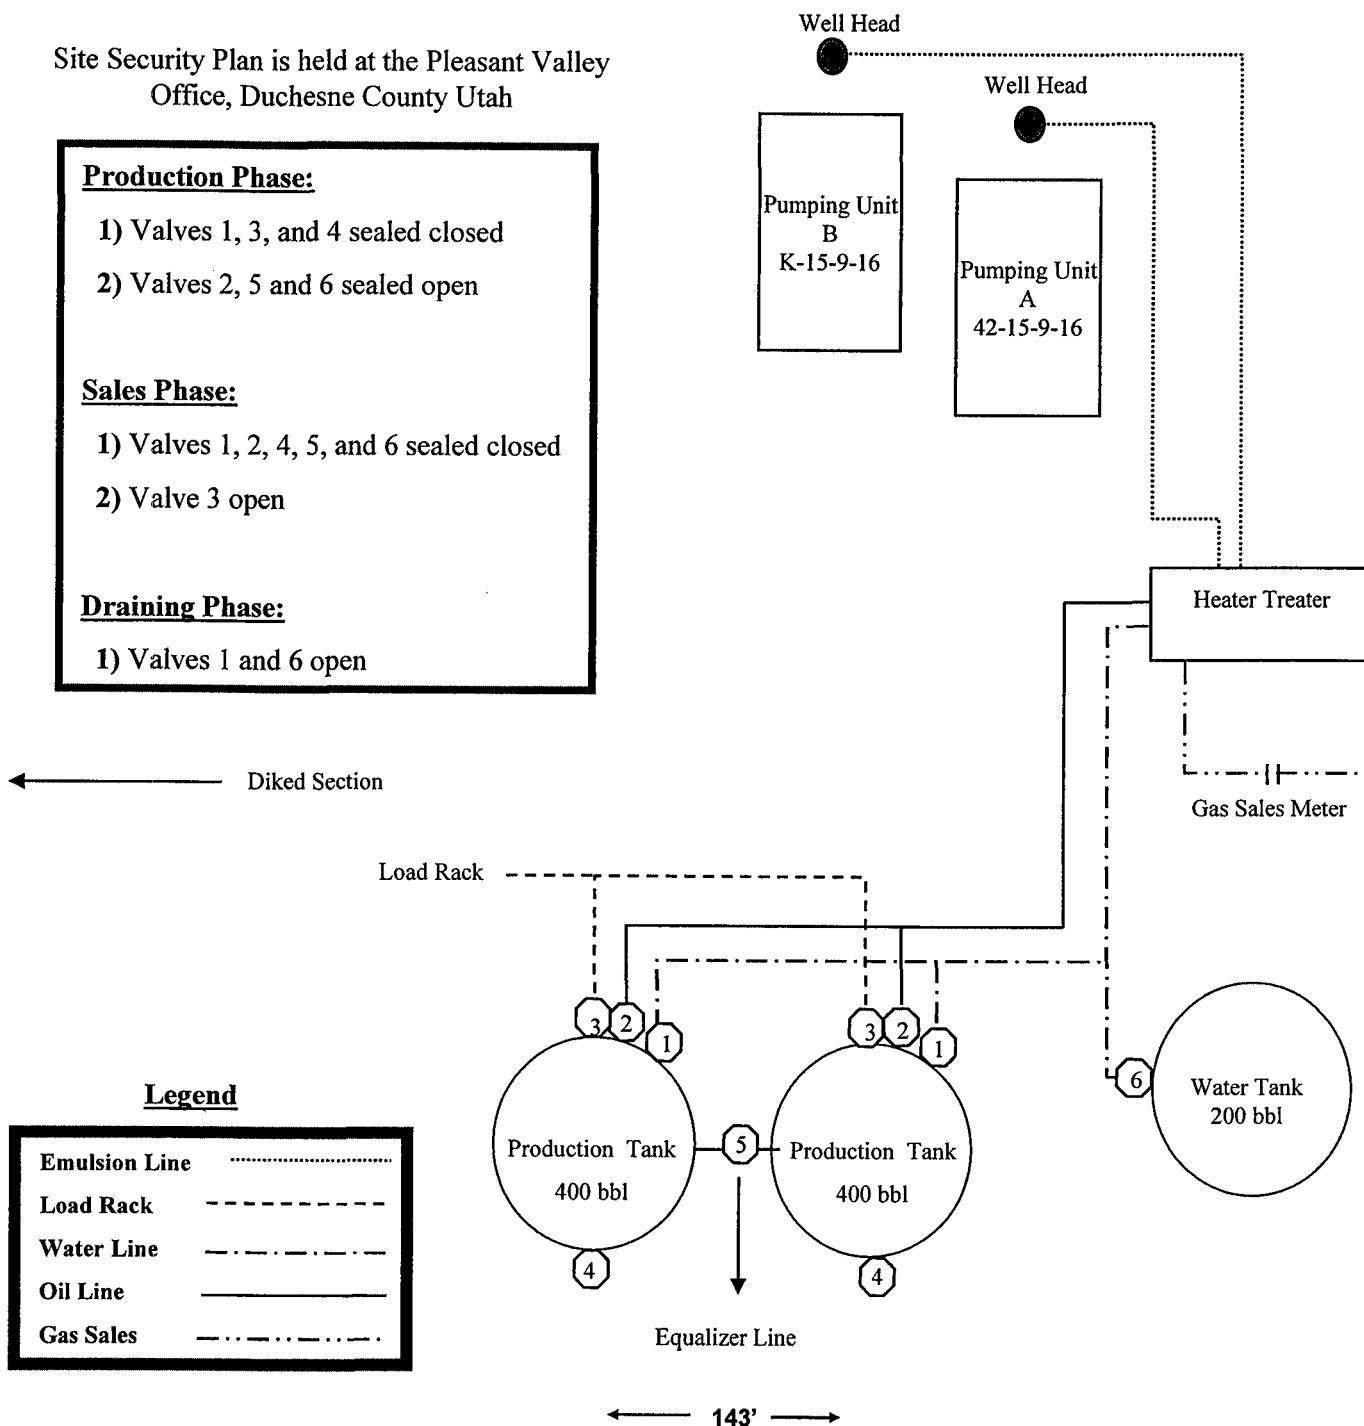 Site Security Plan is held at the Pleasant Valley
Office, Duchesne County Utah
Production Phase:
1) Valves 1, 3, and 4 sealed closed
2) Valves 2, 5 and 6 sealed open
Sales Phase:
1) Valves 1, 2, 4, 5, and 6 sealed closed
2) Valve 3 open
Draining Phase:
1) Valves 1 and 6 open
Well Head
Well Head
Pumping Unit
B
K-15-9-16
Pumping Unit
A
42-15-9-16
Heater Treater
Diked Section
Gas Sales Meter
Load Rack
3
2
1
3
2
1
6
Water Tank
200 bbl
Production Tank
400 bbl
5
Production Tank
400 bbl
4
4
Equalizer Line
Legend
Emulsion Line
Load Rack
Water Line
Oil Line
Gas Sales
143'